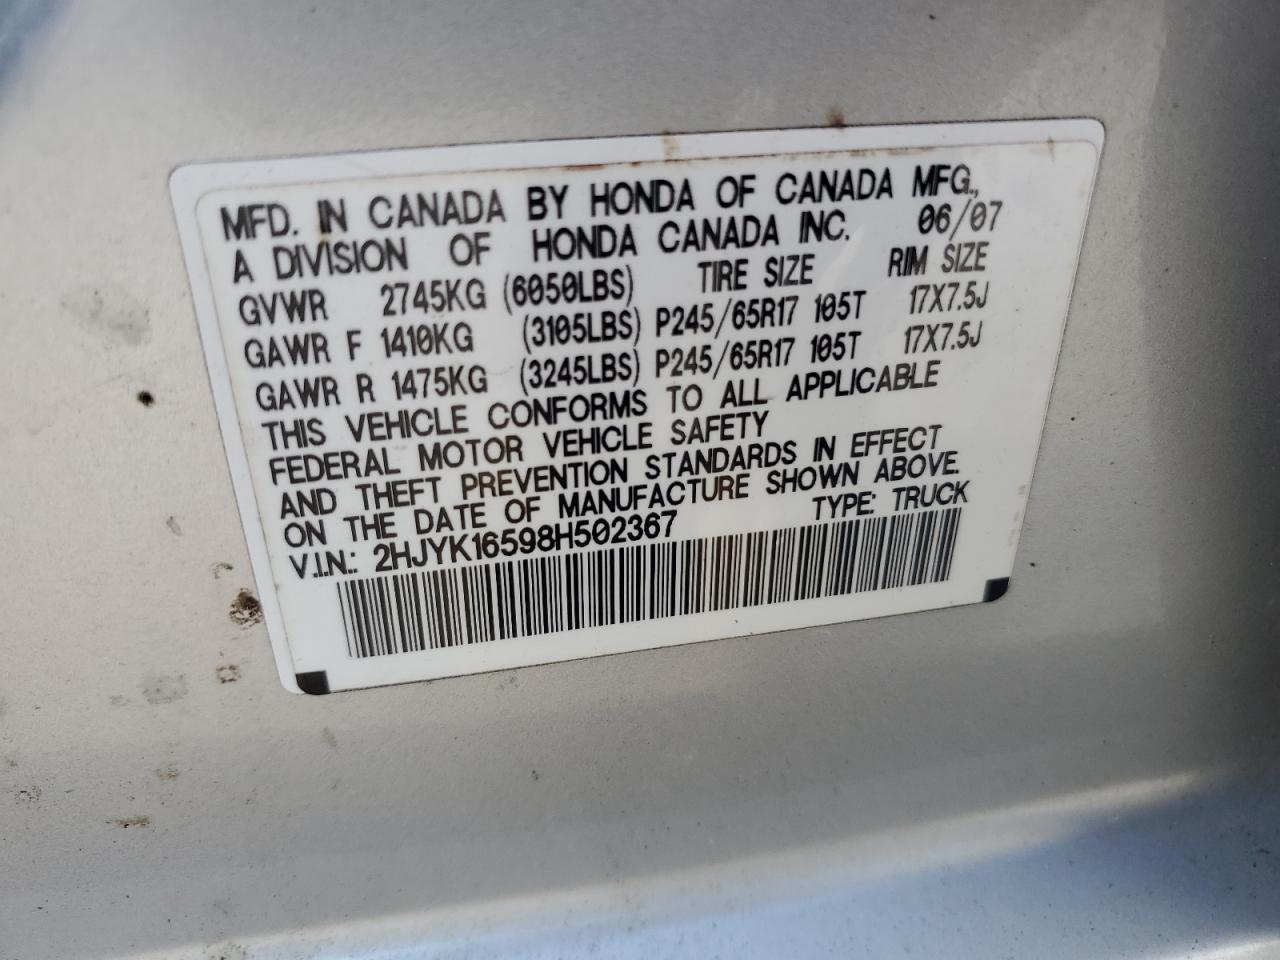 MFD. IN CANADA BY HONDA OF CANADA MFG.,
A DIVISION OF HONDA CANADA INC. 06/07
GVWR 2745KG (6050LBS) TIRE SIZE RIM SIZE
GAWR F 1410KG (3105LBS) P245/65R17 105T 17X7.5J
GAWR R 1475KG (3245LBS) P245/65R17 105T 17X7.5J
THIS VEHICLE CONFORMS TO ALL APPLICABLE
FEDERAL MOTOR VEHICLE SAFETY
AND THEFT PREVENTION STANDARDS IN EFFECT
ON THE DATE OF MANUFACTURE SHOWN ABOVE.
V.I.N.: 2HJYK16598H502367 TYPE: TRUCK